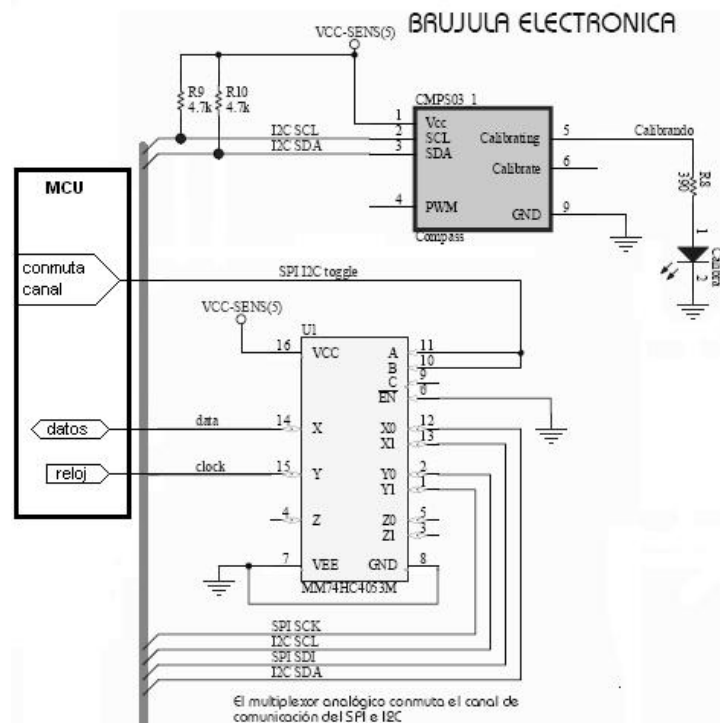 BRUJULA ELECTRONICA
VCC-SENS(5)
R9
4.7k
R10
4.7k
CMPS03 1
1
Vcc
I2C SCL
2
SCL
Calibrating
5
Calibrando
I2C SDA
3
SDA
Calibrate
6
R8
390
4
PWM
GND
9
Compass
1
2
MCU
conmuta
canal
SPI I2C toggle
VCC-SENS(5)
U1
16
VCC
A
11
B
10
C
9
EN
6
datos
data
14
X
X0
12
X1
13
reloj
clock
15
Y
Y0
2
Y1
1
4
Z
Z0
5
Z1
3
7
VEE
GND
8
MM74HC4053M
SPI SCK
I2C SCL
SPI SDI
I2C SDA
El multiplexor analógico conmuta el canal de
comunicación del SPI e I2C